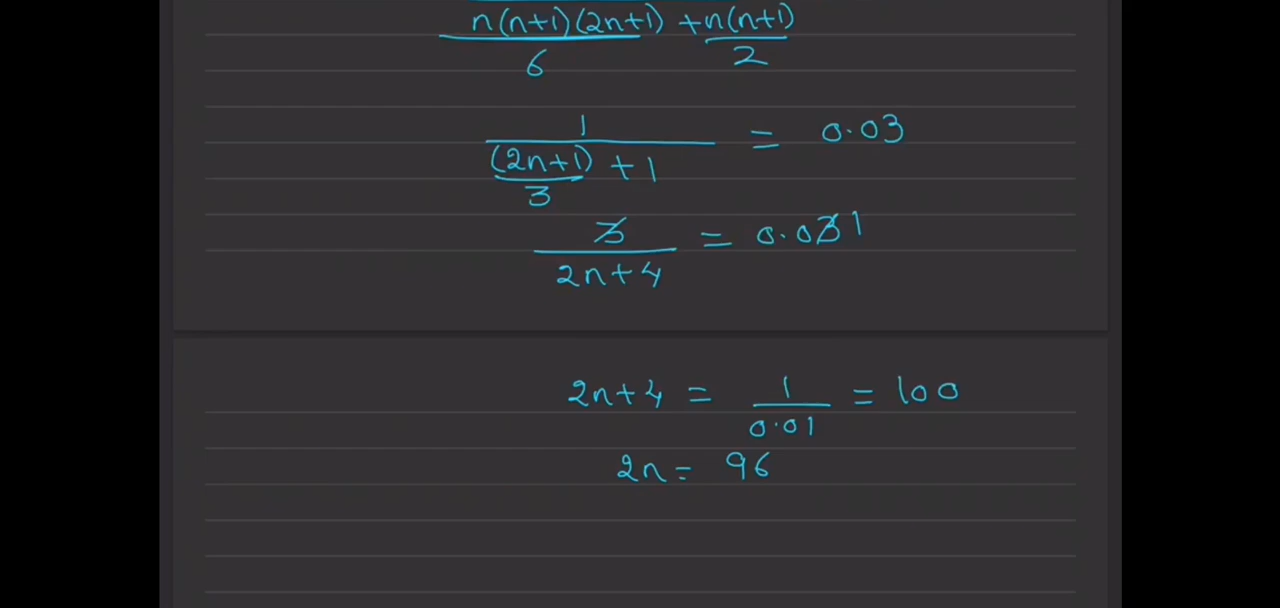 n(n+1)(2n+1) + n(n+1)
6 2
1
(2n+1) + 1 = 0.03
3
3 = 0.031
2n+4
2n+4 = 1 = 100
0.01
2n = 96